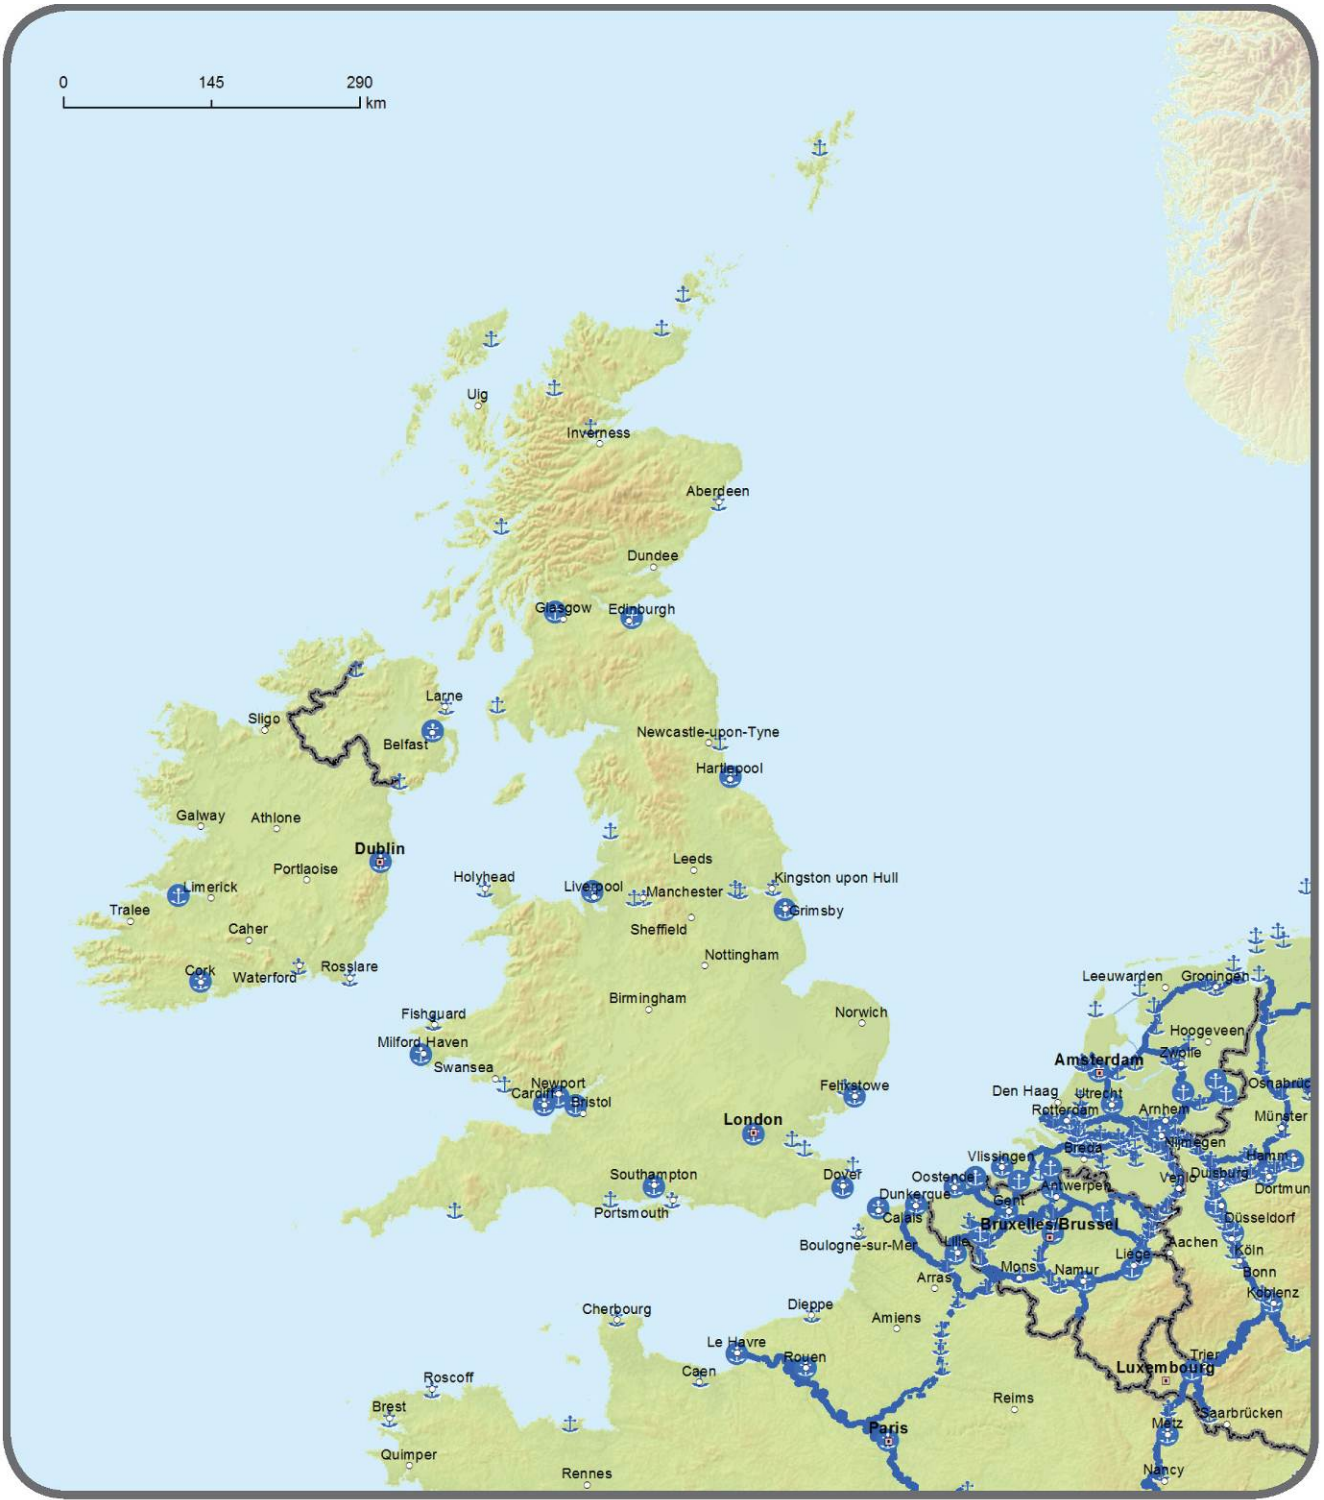 0 145 290
km
Uig
Inverness
Aberdeen
Dundee
Glasgow
Edinburgh
Larne
Sligo
Belfast
Newcastle-upon-Tyne
Hartlepool
Galway
Athlone
Dublin
Portlaoise
Leeds
Holyhead
Liverpool
Manchester
Kingston upon Hull
Limerick
Grimsby
Tralee
Caher
Sheffield
Nottingham
Cork
Waterford
Rosslare
Leeuwarden
Groningen
Birmingham
Norwich
Fishguard
Hoogeveen
Milford Haven
Zwolle
Amsterdam
Swansea
Newport
Cardiff
Bristol
Felixstowe
Den Haag
Utrecht
Osnabrüc
London
Rotterdam
Arnhem
Münster
Nijmegen
Breda
Vlissingen
Hamm
Southampton
Dover
Oostende
Antwerpen
Venlo
Duisburg
Dortmun
Portsmouth
Dunkerque
Calais
Gent
Düsseldorf
Bruxelles/Brussel
Boulogne-sur-Mer
Lille
Aachen
Köln
Liège
Mons
Namur
Bonn
Arras
Koblenz
Cherbourg
Dieppe
Amiens
Le Havre
Rouen
Trier
Caen
Luxembourg
Roscoff
Reims
Brest
Saarbrücken
Metz
Paris
Quimper
Rennes
Nancy